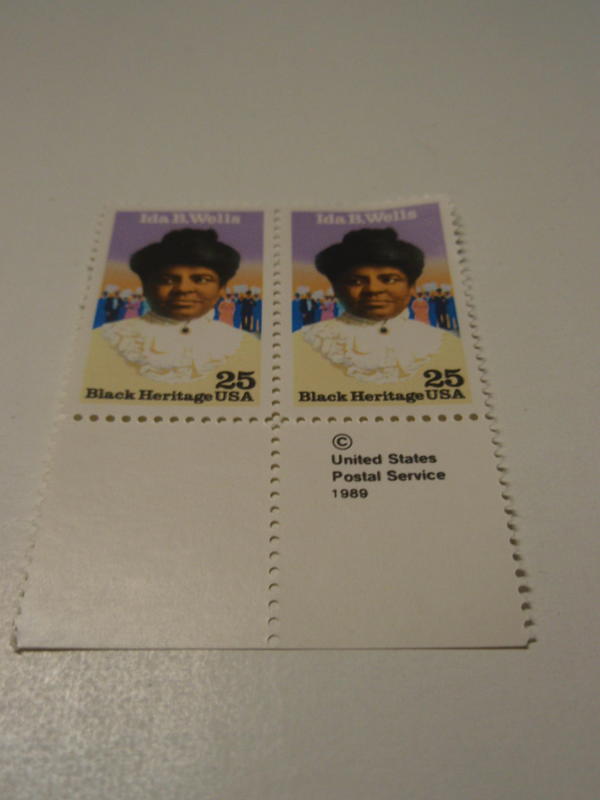 Ida B. Wells
25
Black Heritage USA
Ida B. Wells
25
Black Heritage USA
©
United States
Postal Service
1989